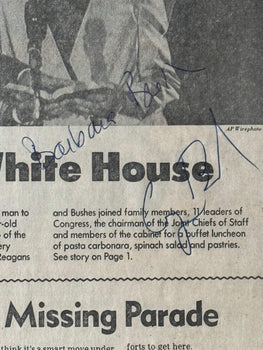 AP Wirephoto
Barbara Bush
White House
man to
r-old
e of the
ery
Reagans
and Bushes joined family members, 11 leaders of
Congress, the chairman of the Joint Chiefs of Staff
and members of the cabinet for a buffet luncheon
of pasta carbonara, spinach salad and pastries.
See story on Page 1.
Missing Parade
hink it's a smart move under
forts to get here.